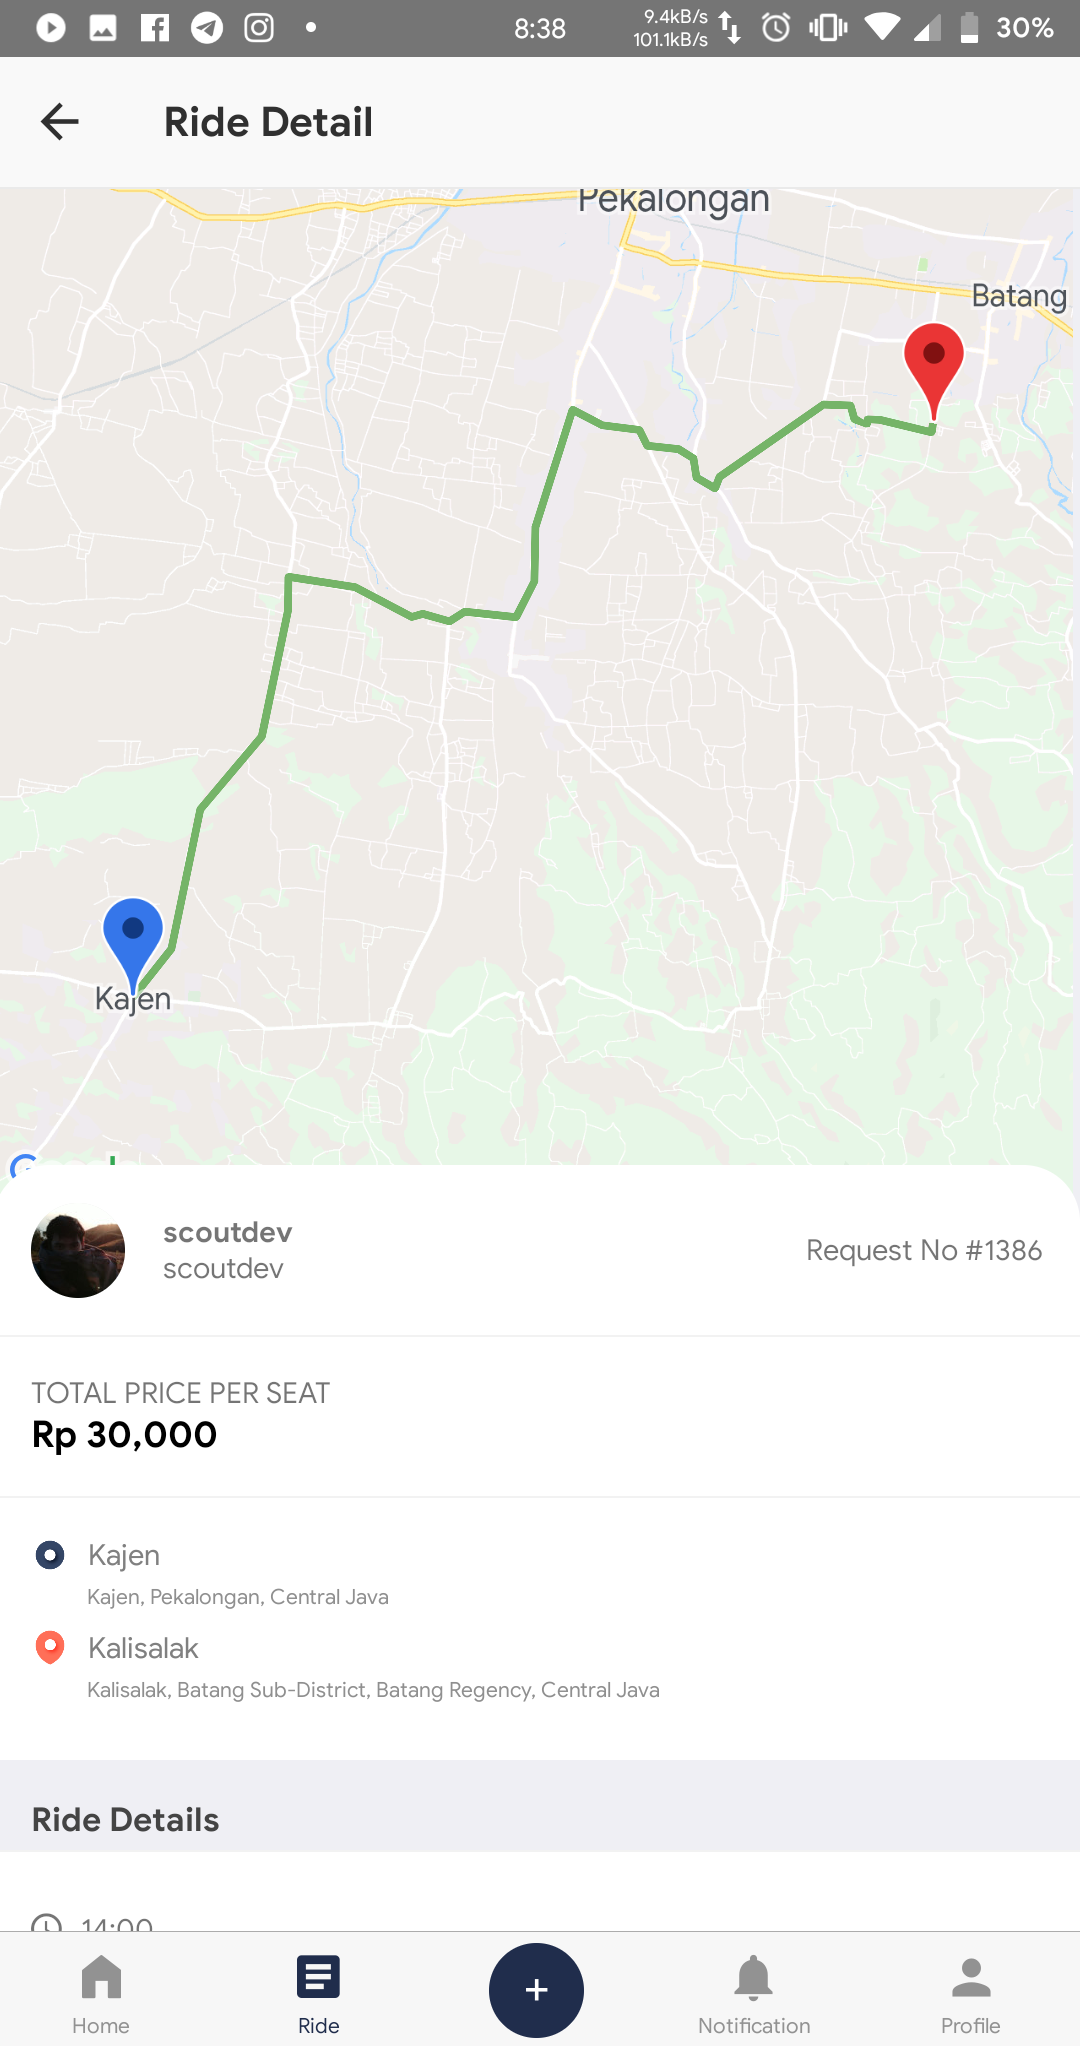 8:38
9.4kB/s
101.1kB/s
30%
Ride Detail
Pekalongan
Batang
Kajen
scoutdev
scoutdev
Request No #1386
TOTAL PRICE PER SEAT
Rp 30,000
Kajen
Kajen, Pekalongan, Central Java
Kalisalak
Kalisalak, Batang Sub-District, Batang Regency, Central Java
Ride Details
14:00
Home
Ride
+
Notification
Profile